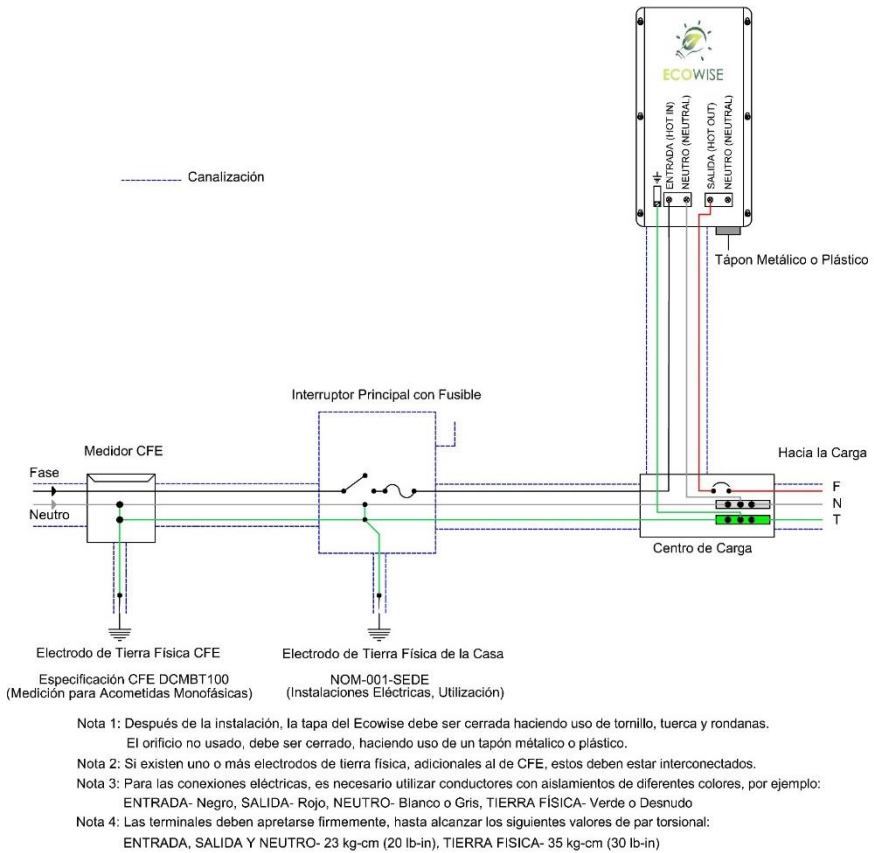 ECOWISE
ENTRADA (HOT IN)
NEUTRO (NEUTRAL)
SALIDA (HOT OUT)
NEUTRO (NEUTRAL)
Canalización
Tápon Metálico o Plástico
Interruptor Principal con Fusible
Medidor CFE
Hacia la Carga
Fase
F
N
Neutro
T
Centro de Carga
Electrodo de Tierra Física CFE
Electrodo de Tierra Física de la Casa
Especificación CFE DCMBT100
(Medición para Acometidas Monofásicas)
NOM-001-SEDE
(Instalaciones Eléctricas, Utilización)
Nota 1: Después de la instalación, la tapa del Ecowise debe ser cerrada haciendo uso de tornillo, tuerca y rondanas.
El orificio no usado, debe ser cerrado, haciendo uso de un tapón métalico o plástico.
Nota 2: Si existen uno o más electrodos de tierra física, adicionales al de CFE, estos deben estar interconectados.
Nota 3: Para las conexiones eléctricas, es necesario utilizar conductores con aislamientos de diferentes colores, por ejemplo:
ENTRADA- Negro, SALIDA- Rojo, NEUTRO- Blanco o Gris, TIERRA FÍSICA- Verde o Desnudo
Nota 4: Las terminales deben apretarse firmemente, hasta alcanzar los siguientes valores de par torsional:
ENTRADA, SALIDA Y NEUTRO- 23 kg-cm (20 lb-in), TIERRA FISICA- 35 kg-cm (30 lb-in)